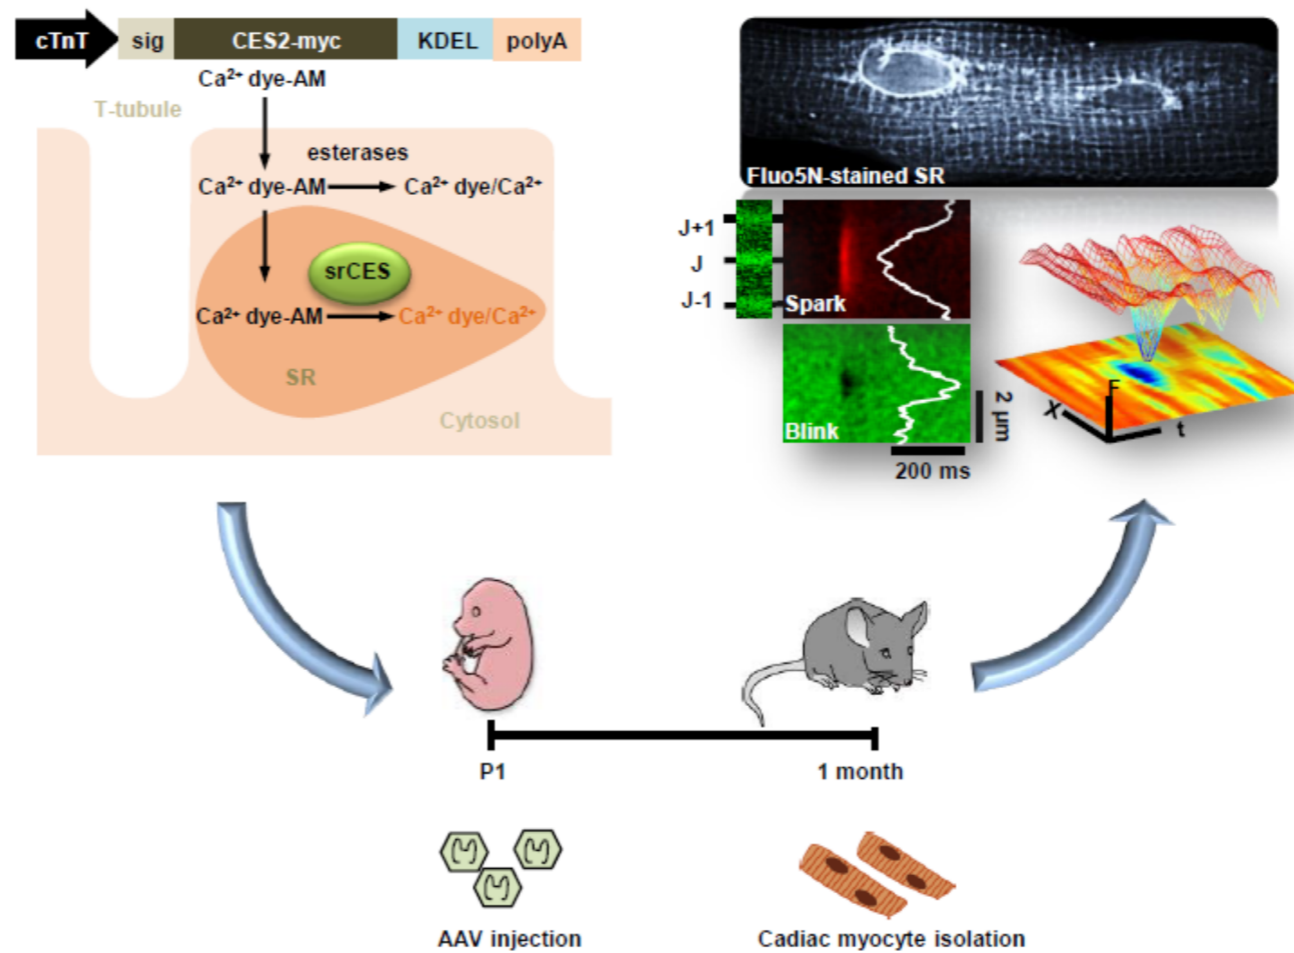 cTnT sig CES2-myc KDEL polyA
Ca²⁺ dye-AM
T-tubule
esterases
Ca²⁺ dye-AM Ca²⁺ dye/Ca²⁺
srCES
Ca²⁺ dye-AM Ca²⁺ dye/Ca²⁺
SR
Cytosol
Fluo5N-stained SR
J+1
J
J-1
Spark
Blink
2 μm
200 ms
F
X
t
P1
1 month
AAV injection
Cadiac myocyte isolation